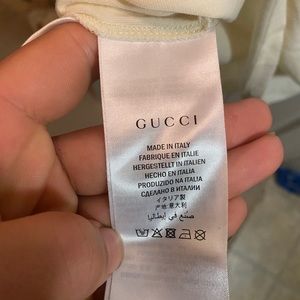 GUCCI
MADE IN ITALY
FABRIQUE EN ITALIE
HERGESTELLT IN ITALIEN
HECHO EN ITALIA
PRODUZIDO NA ITALIA
СДЕЛАНО В ИТАЛИИ
イタリア製
产地 意大利
صنع في إيطاليا